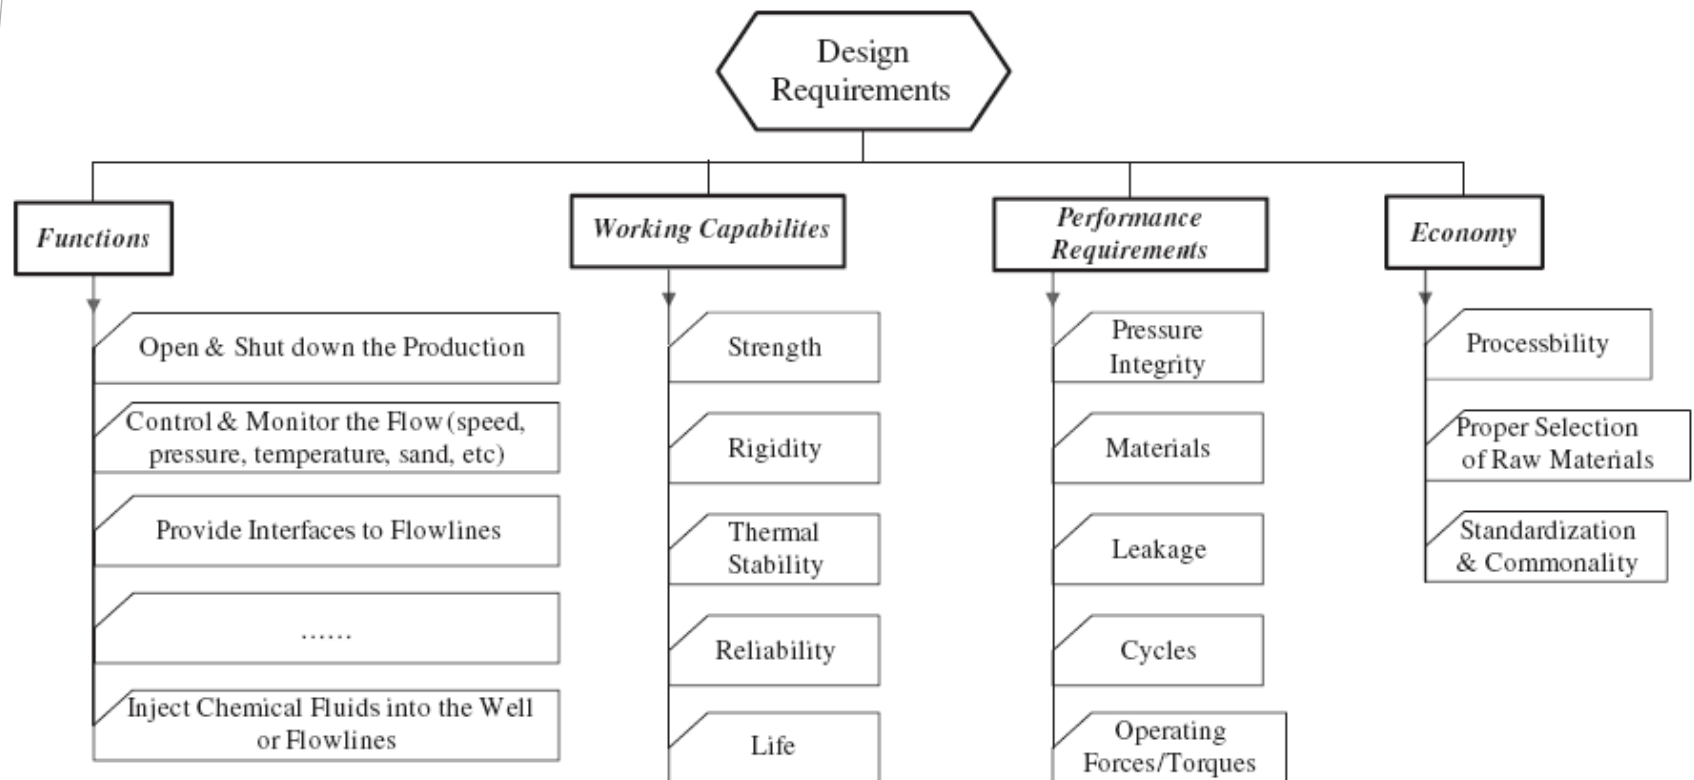 Design
Requirements
Functions
Working Capabilites
Performance
Requirements
Economy
Open & Shut down the Production
Control & Monitor the Flow (speed,
pressure, temperature, sand, etc)
Provide Interfaces to Flowlines
......
Inject Chemical Fluids into the Well
or Flowlines
Strength
Rigidity
Thermal
Stability
Reliability
Life
Pressure
Integrity
Materials
Leakage
Cycles
Operating
Forces/Torques
Processbility
Proper Selection
of Raw Materials
Standardization
& Commonality